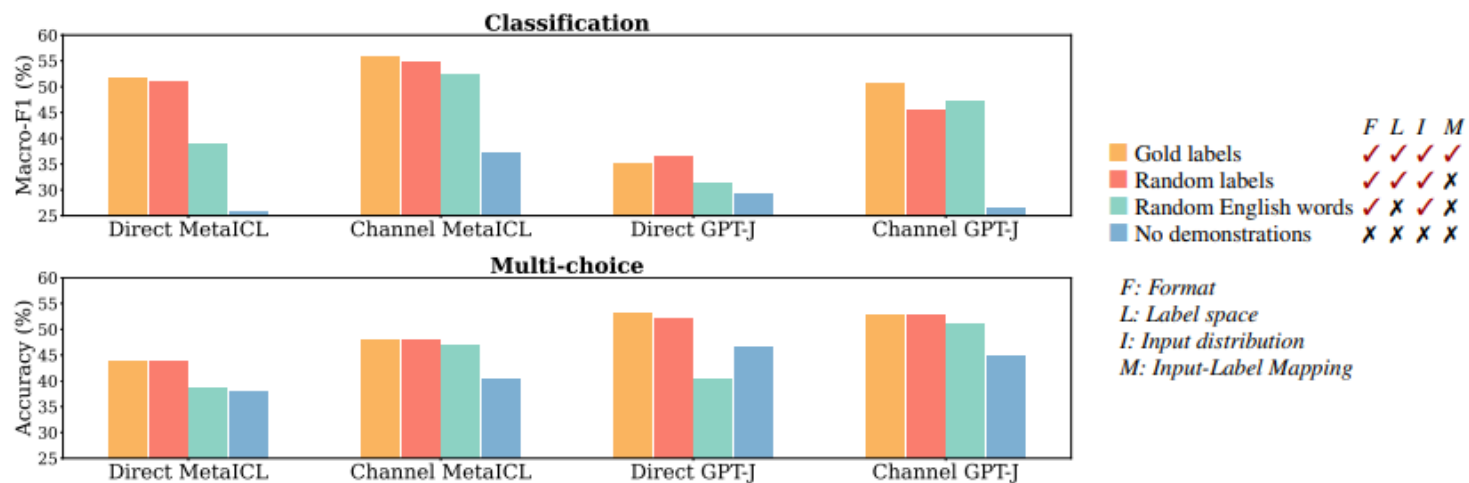 Classification
Macro-F1 (%)
60
55
50
45
40
35
30
25
Direct MetaICL Channel MetaICL Direct GPT-J Channel GPT-J
Multi-choice
Accuracy (%)
60
55
50
45
40
35
30
25
Direct MetaICL Channel MetaICL Direct GPT-J Channel GPT-J
F L I M
Gold labels ✓ ✓ ✓ ✓
Random labels ✓ ✓ ✓ ✗
Random English words ✓ ✗ ✓ ✗
No demonstrations ✗ ✗ ✗ ✗
F: Format
L: Label space
I: Input distribution
M: Input-Label Mapping